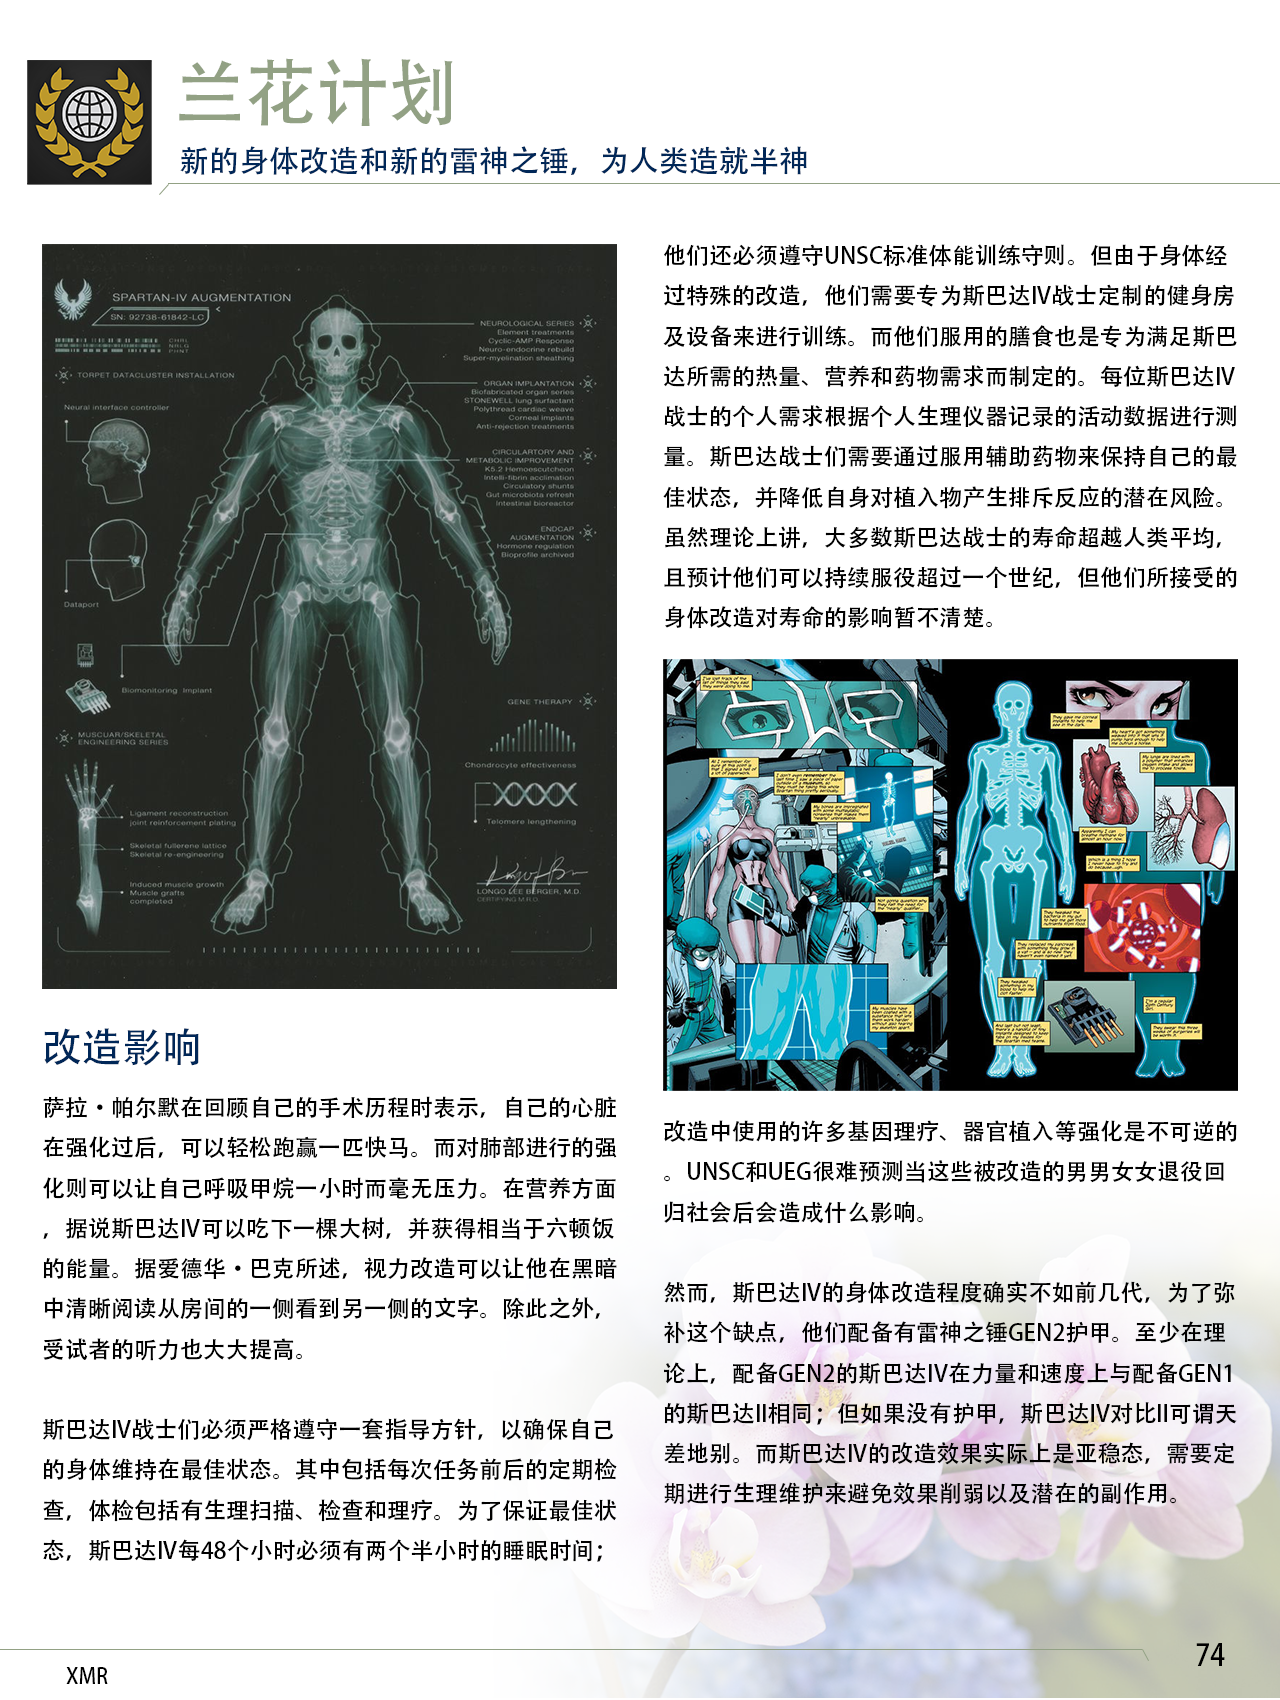 兰花计划
新的身体改造和新的雷神之锤，为人类造就半神
SPARTAN-IV AUGMENTATION
SN: 92738-61842-LC
TORPET DATACLUSTER INSTALLATION
Neural interface controller
Dataport
Biomonitoring Implant
MUSCUAR/SKELETAL
ENGINEERING SERIES
Ligament reconstruction
joint reinforcement plating
Skeletal fullerene lattice
Skeletal re-engineering
Induced muscle growth
Muscle grafts
completed
NEUROLOGICAL SERIES
Element treatments
Cyclic-AMP Response
Neuro-endocrine rebuild
Super-myelination sheathing
ORGAN IMPLANTATION
Biofabricated organ series
STONEWELL lung surfactant
Polythread cardiac weave
Corneal implants
Anti-rejection treatments
CIRCULARTORY AND
METABOLIC IMPROVEMENT
K5.2 Hemoescutcheon
Intelli-fibrin acclimation
Circulatory shunts
Gut microbiota refresh
Intestinal bioreactor
ENDCAP
AUGMENTATION
Hormone regulation
Bioprofile archived
GENE THERAPY
Chondrocyte effectiveness
Telomere lengthening
LONGO LEE BERGER, M.D.
CERTIFYING M.R.D.
改造影响
萨拉·帕尔默在回顾自己的手术历程时表示，自己的心脏
在强化过后，可以轻松跑赢一匹快马。而对肺部进行的强
化则可以让自己呼吸甲烷一小时而毫无压力。在营养方面
，据说斯巴达IV可以吃下一棵大树，并获得相当于六顿饭
的能量。据爱德华·巴克所述，视力改造可以让他在黑暗
中清晰阅读从房间的一侧看到另一侧的文字。除此之外，
受试者的听力也大大提高。
斯巴达IV战士们必须严格遵守一套指导方针，以确保自己
的身体维持在最佳状态。其中包括每次任务前后的定期检
查，体检包括有生理扫描、检查和理疗。为了保证最佳状
态，斯巴达IV每48个小时必须有两个半小时的睡眠时间；
他们还必须遵守UNSC标准体能训练守则。但由于身体经
过特殊的改造，他们需要专为斯巴达IV战士定制的健身房
及设备来进行训练。而他们服用的膳食也是专为满足斯巴
达所需的热量、营养和药物需求而制定的。每位斯巴达IV
战士的个人需求根据个人生理仪器记录的活动数据进行测
量。斯巴达战士们需要通过服用辅助药物来保持自己的最
佳状态，并降低自身对植入物产生排斥反应的潜在风险。
虽然理论上讲，大多数斯巴达战士的寿命超越人类平均，
且预计他们可以持续服役超过一个世纪，但他们所接受的
身体改造对寿命的影响暂不清楚。
改造中使用的许多基因理疗、器官植入等强化是不可逆的
。UNSC和UEG很难预测当这些被改造的男男女女退役回
归社会后会造成什么影响。
然而，斯巴达IV的身体改造程度确实不如前几代，为了弥
补这个缺点，他们配备有雷神之锤GEN2护甲。至少在理
论上，配备GEN2的斯巴达IV在力量和速度上与配备GEN1
的斯巴达II相同；但如果没有护甲，斯巴达IV对比II可谓天
差地别。而斯巴达IV的改造效果实际上是亚稳态，需要定
期进行生理维护来避免效果削弱以及潜在的副作用。
XMR
74